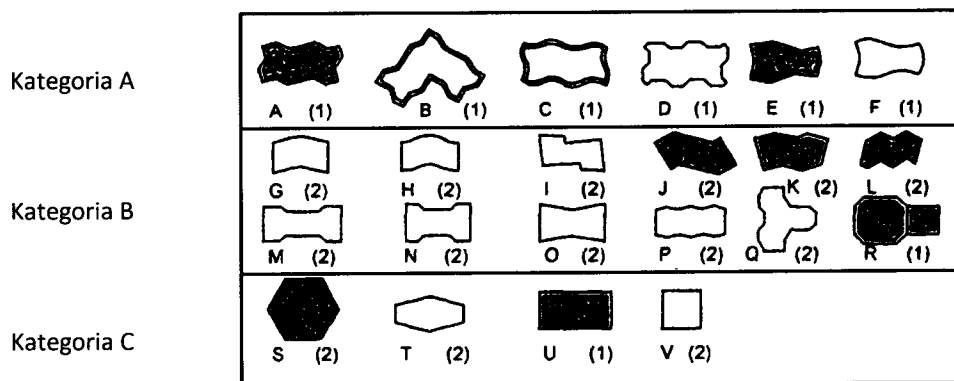 Kategoria A
A (1) B (1) C (1) D (1) E (1) F (1)
Kategoria B
G (2) H (2) I (2) J (2) K (2) L (2)
M (2) N (2) O (2) P (2) Q (2) R (1)
Kategoria C
S (2) T (2) U (1) V (2)